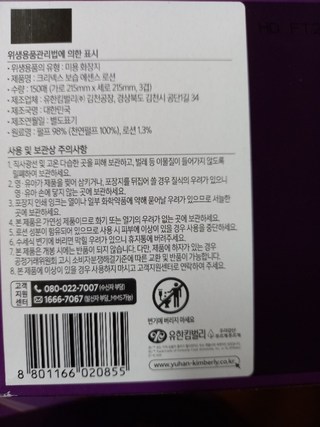 위생용품관리법에 의한 표시
• 위생용품의 유형 : 미용 화장지
• 제품명 : 크리넥스 보습 에센스 로션
• 수량 : 150매 (가로 215mm x 세로 215mm, 3겹)
• 제조업체 : 유한킴벌리㈜ 김천공장, 경상북도 김천시 공단1길 34
• 제조국명 : 대한민국
• 제조연월일 : 별도표기
• 원료명 : 펄프 98% (천연펄프 100%), 로션 1.3%
사용 및 보관상 주의사항
1. 직사광선 및 고온 다습한 곳을 피해 보관하고, 벌레 등 이물질이 들어가지 않도록
밀폐하여 보관하세요.
2. 영·유아가 제품을 찢어 삼키거나, 포장지를 뒤집어 쓸 경우 질식의 우려가 있으니
영·유아 손에 닿지 않는 곳에 보관하세요.
3. 포장지 인쇄 잉크는 열이나 일부 화학약품에 약해 묻어날 우려가 있으므로 서늘한
곳에 보관하세요.
4. 본 제품은 가연성 제품이므로 화기 또는 열기의 우려가 없는 곳에 보관하세요.
5. 로션 성분이 함유되어 있으므로 사용 시 피부에 이상이 있을 경우 사용을 중단하세요.
6. 수세식 변기에 버리면 막힐 우려가 있으니 휴지통에 버려주세요.
7. 본 제품은 개봉 시에는 반품이 되지 않습니다. 다만, 제품에 하자가 있는 경우
공정거래위원회 고시 소비자분쟁해결기준에 따른 교환 및 반품이 가능합니다.
8. 본 제품에 이상이 있을 경우 사용하지 마시고 고객지원센터로 연락하여 주세요.
고객
지원
센터
080-022-7007 (수신자 부담)
1666-7067 (발신자 부담, MMS가능)
변기에 버리지 마세요
유한킴벌리
www.yuhan-kimberly.co.kr
8 801166 020855